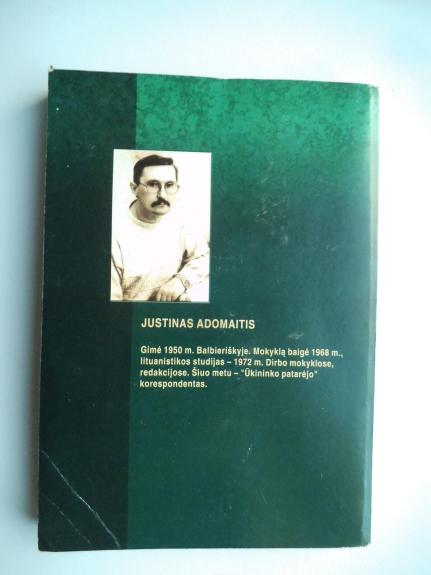 JUSTINAS ADOMAITIS
Gimė 1950 m. Balbieriškyje. Mokyklą baigė 1968 m.,
lituanistikos studijas – 1972 m. Dirbo mokyklose,
redakcijose. Šiuo metu – "Ūkininko patarėjo"
korespondentas.